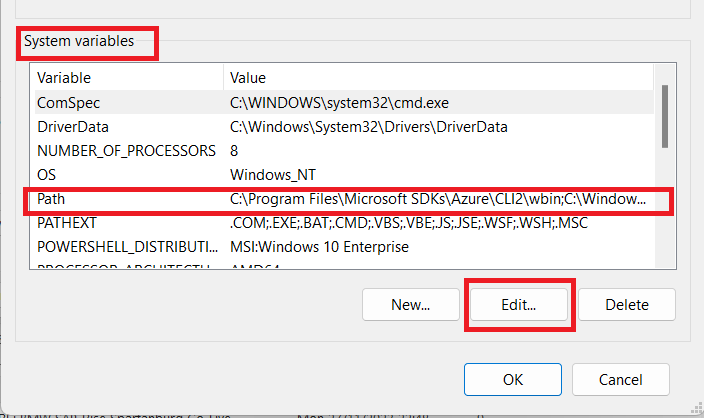 System variables
Variable Value
ComSpec C:\WINDOWS\system32\cmd.exe
DriverData C:\Windows\System32\Drivers\DriverData
NUMBER_OF_PROCESSORS 8
OS Windows_NT
Path C:\Program Files\Microsoft SDKs\Azure\CLI2\wbin;C:\Window...
PATHEXT .COM;.EXE;.BAT;.CMD;.VBS;.VBE;.JS;.JSE;.WSF;.WSH;.MSC
POWERSHELL_DISTRIBUTI... MSI:Windows 10 Enterprise
PROCESSOR_ARCHITECTU AMD64
New... Edit... Delete
OK Cancel